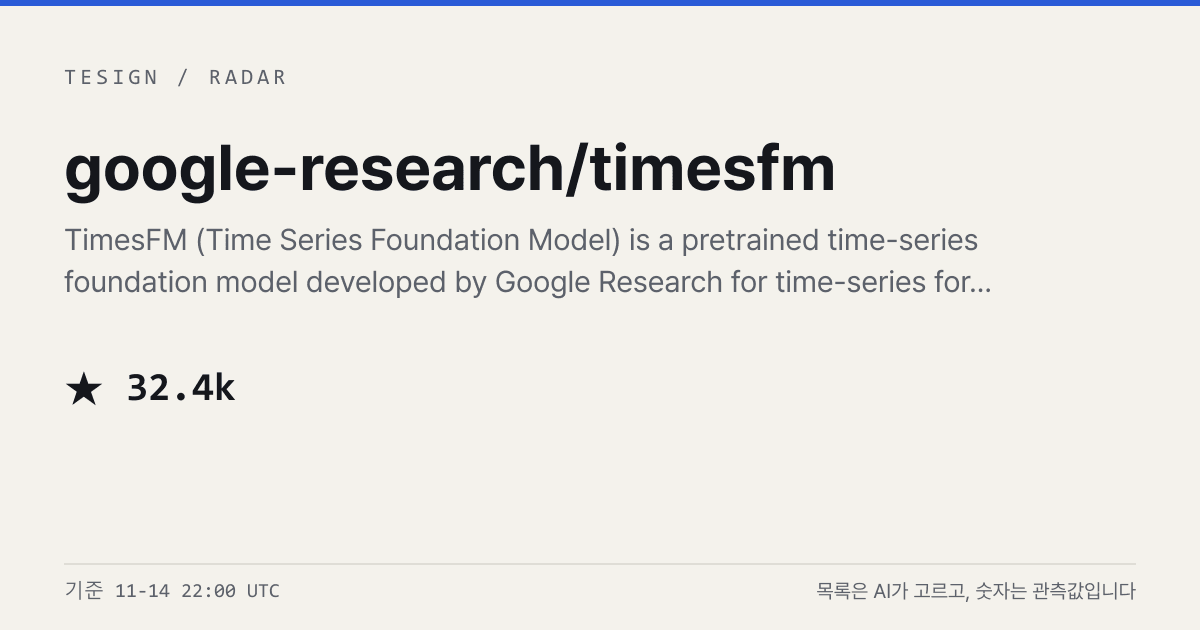 TESIGN / RADAR
google-research/timesfm
TimesFM (Time Series Foundation Model) is a pretrained time-series
foundation model developed by Google Research for time-series for...
★ 32.4k
기준 11-14 22:00 UTC
목록은 AI가 고르고, 숫자는 관측값입니다